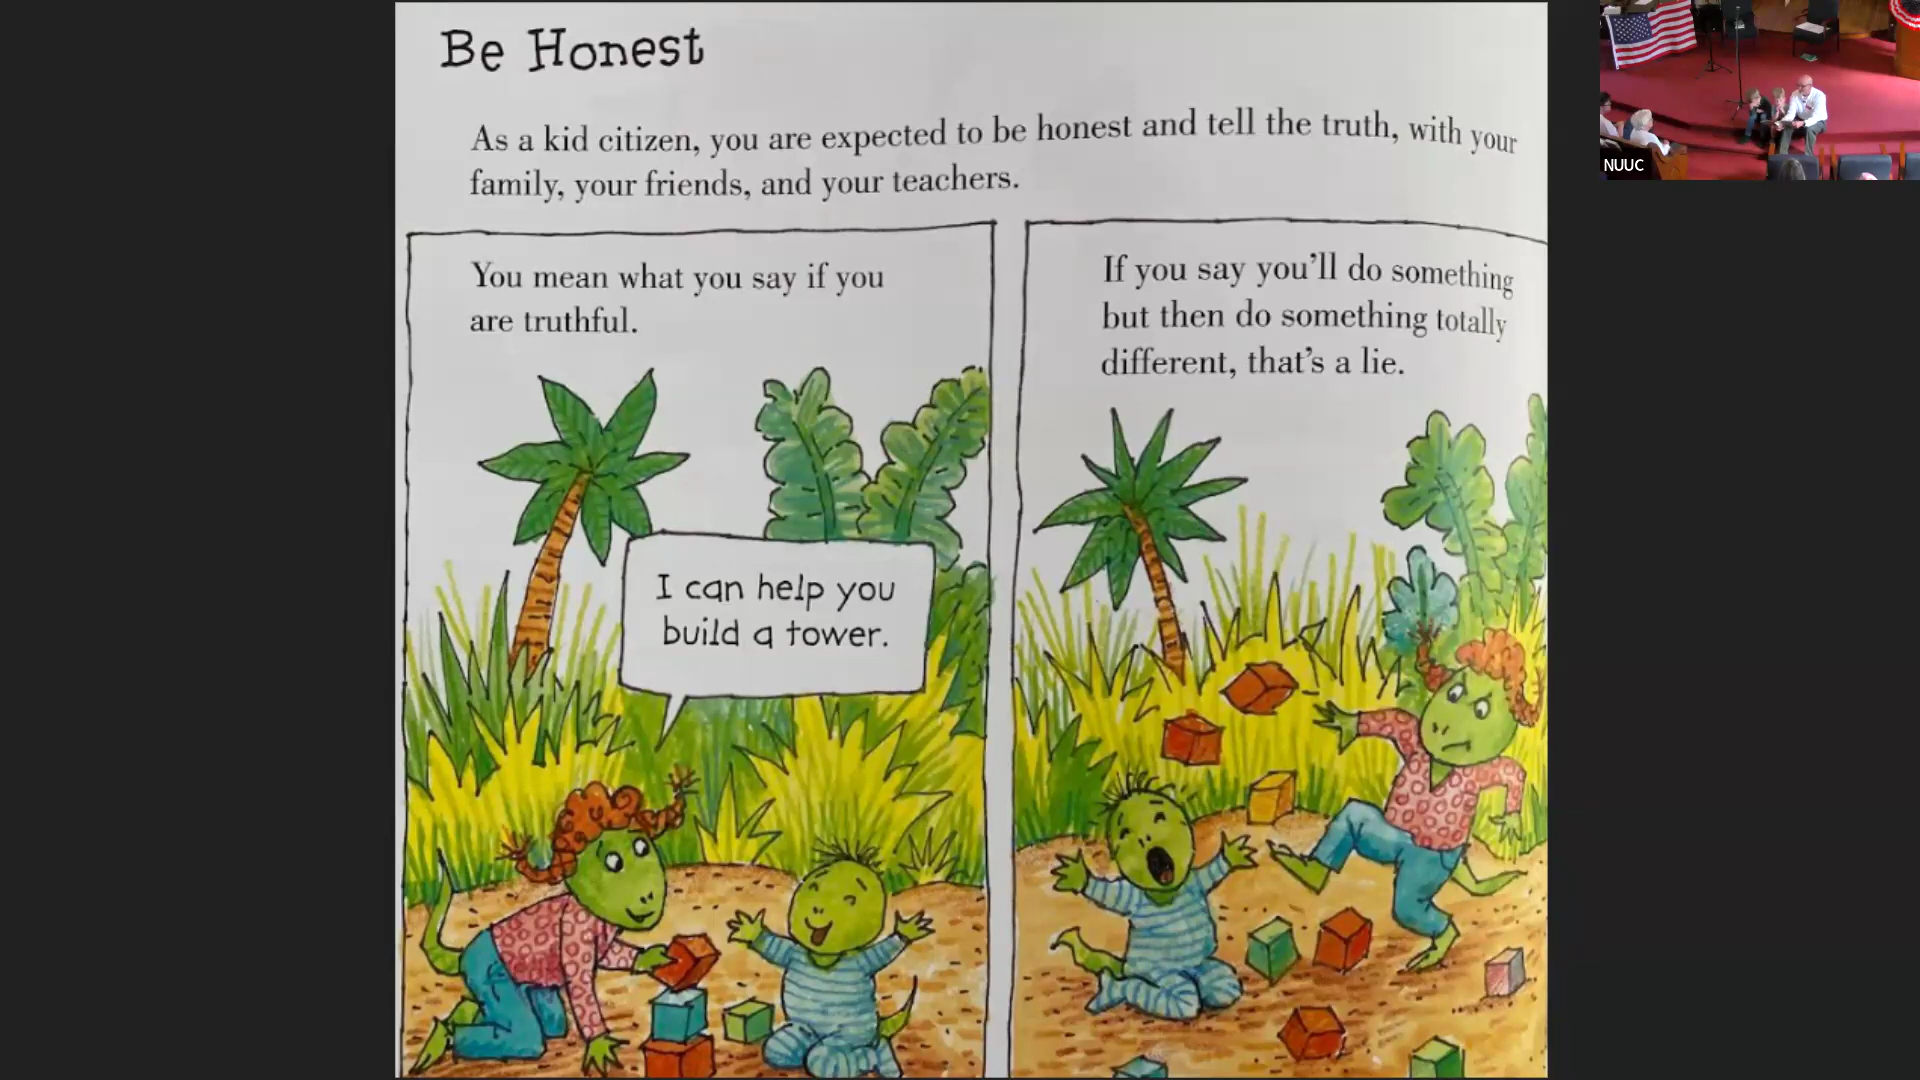 Be Honest
As a kid citizen, you are expected to be honest and tell the truth, with your
family, your friends, and your teachers.
You mean what you say if you
are truthful.
I can help you
build a tower.
If you say you'll do something
but then do something totally
different, that's a lie.
NUUC